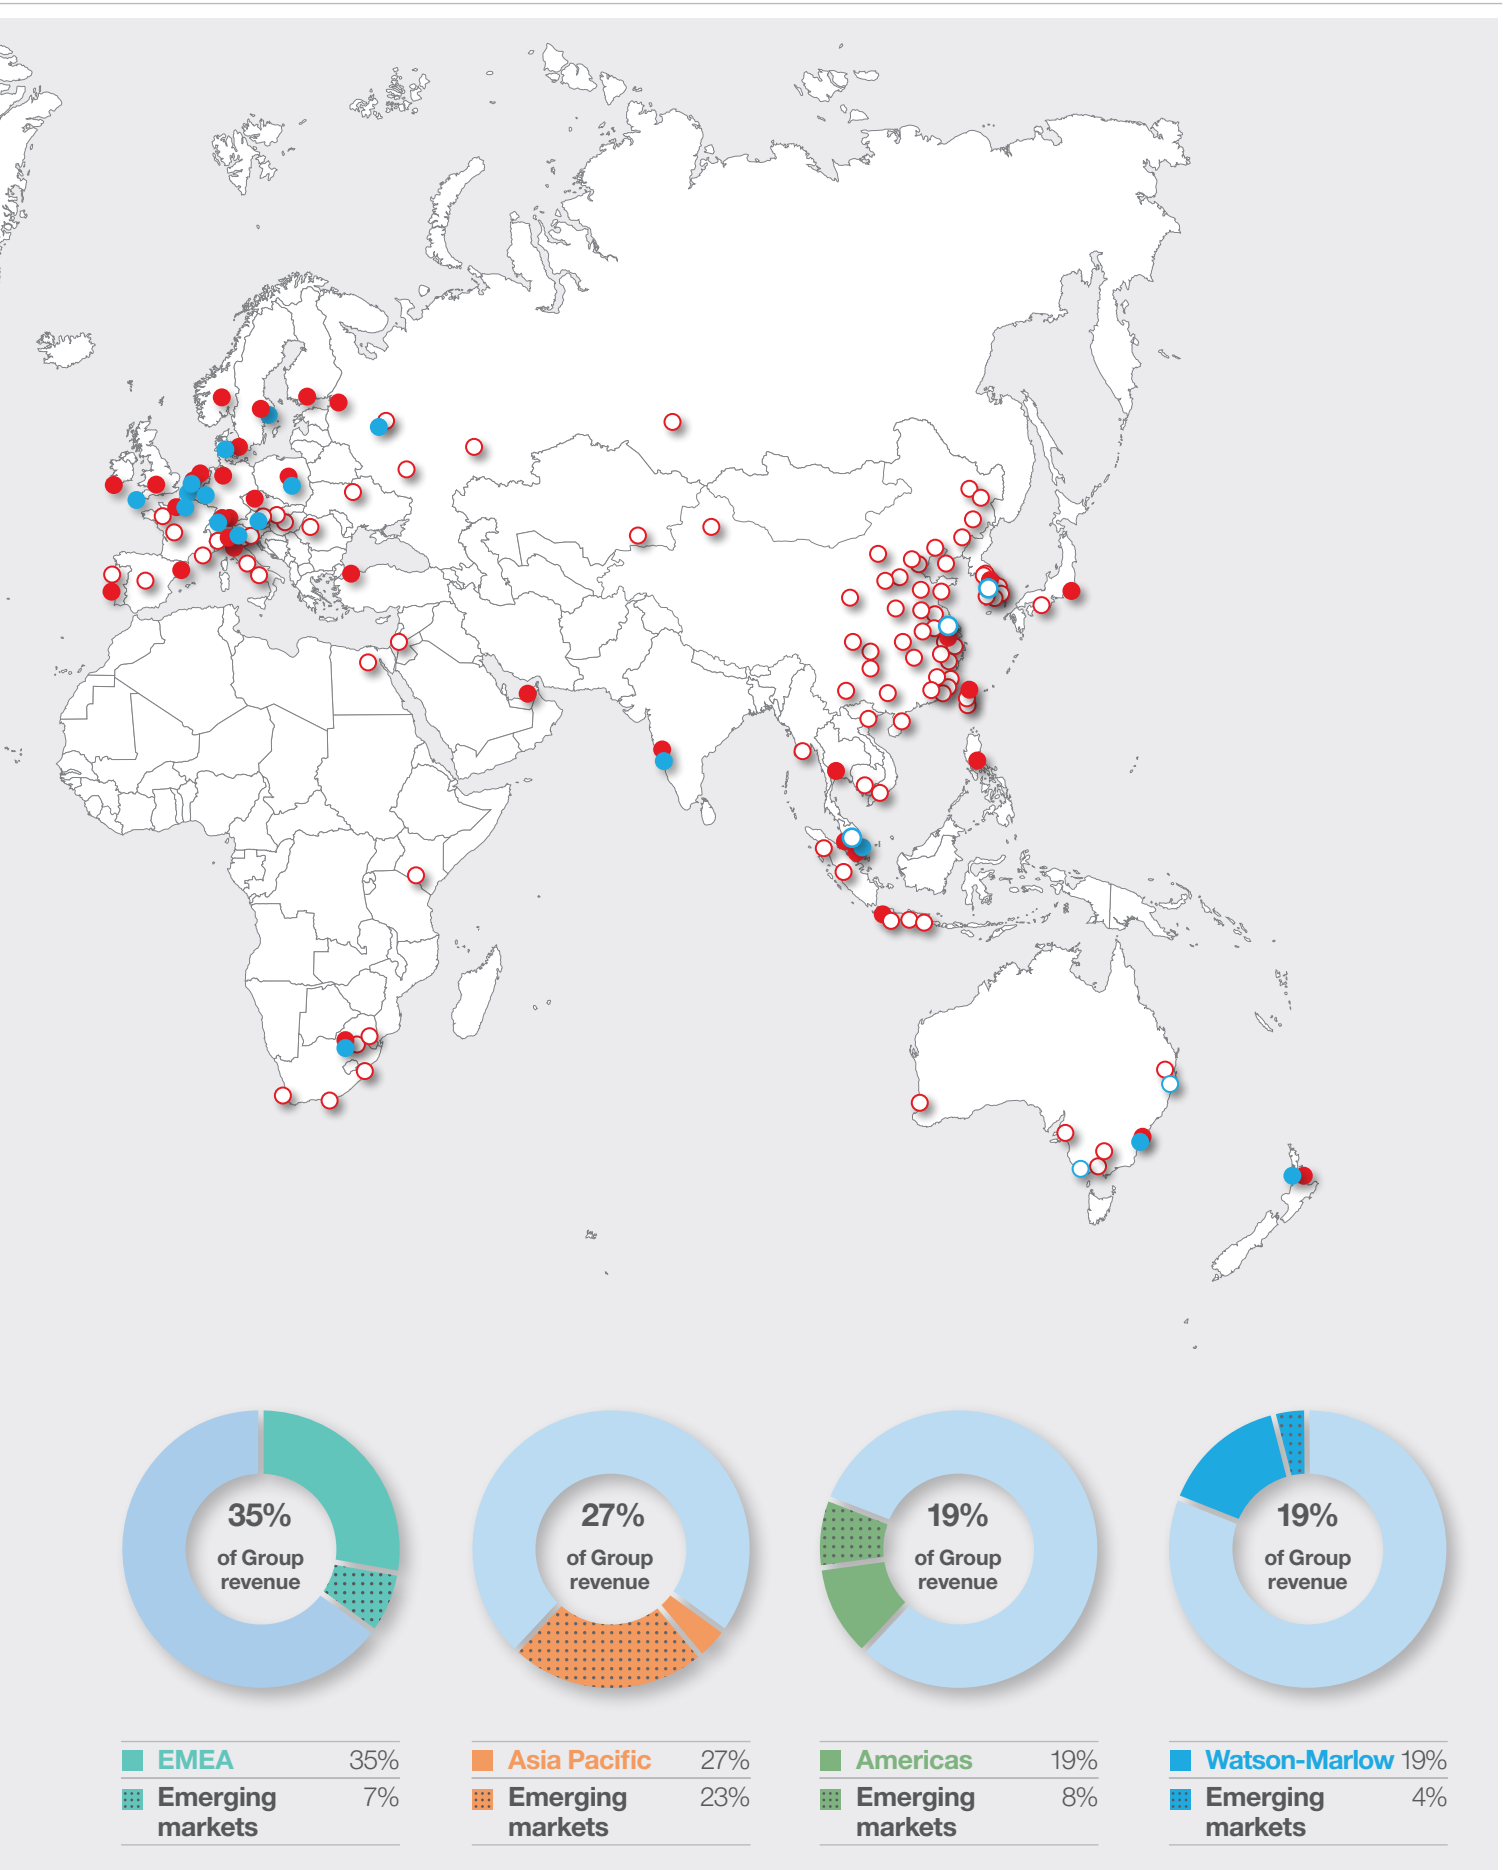 35%
of Group
revenue
27%
of Group
revenue
19%
of Group
revenue
19%
of Group
revenue
EMEA 35%
Emerging markets 7%
Asia Pacific 27%
Emerging markets 23%
Americas 19%
Emerging markets 8%
Watson-Marlow 19%
Emerging markets 4%